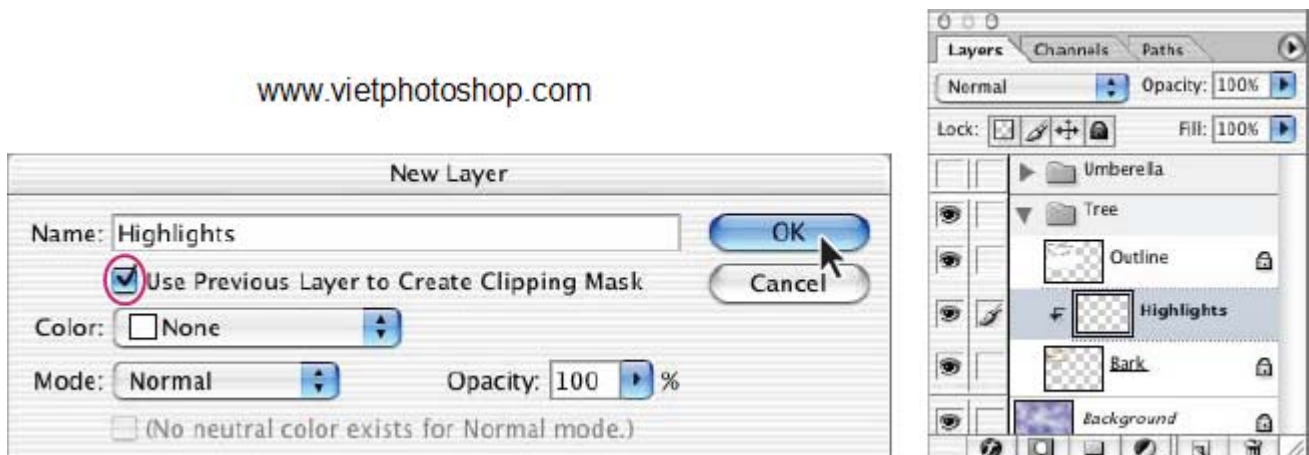 www.vietphotoshop.com
New Layer
Name: Highlights
OK
Use Previous Layer to Create Clipping Mask
Cancel
Color: None
Mode: Normal Opacity: 100 %
(No neutral color exists for Normal mode.)
Layers Channels Paths
Normal Opacity: 100%
Lock: Fill: 100%
Umberella
Tree
Outline
Highlights
Bark
Background